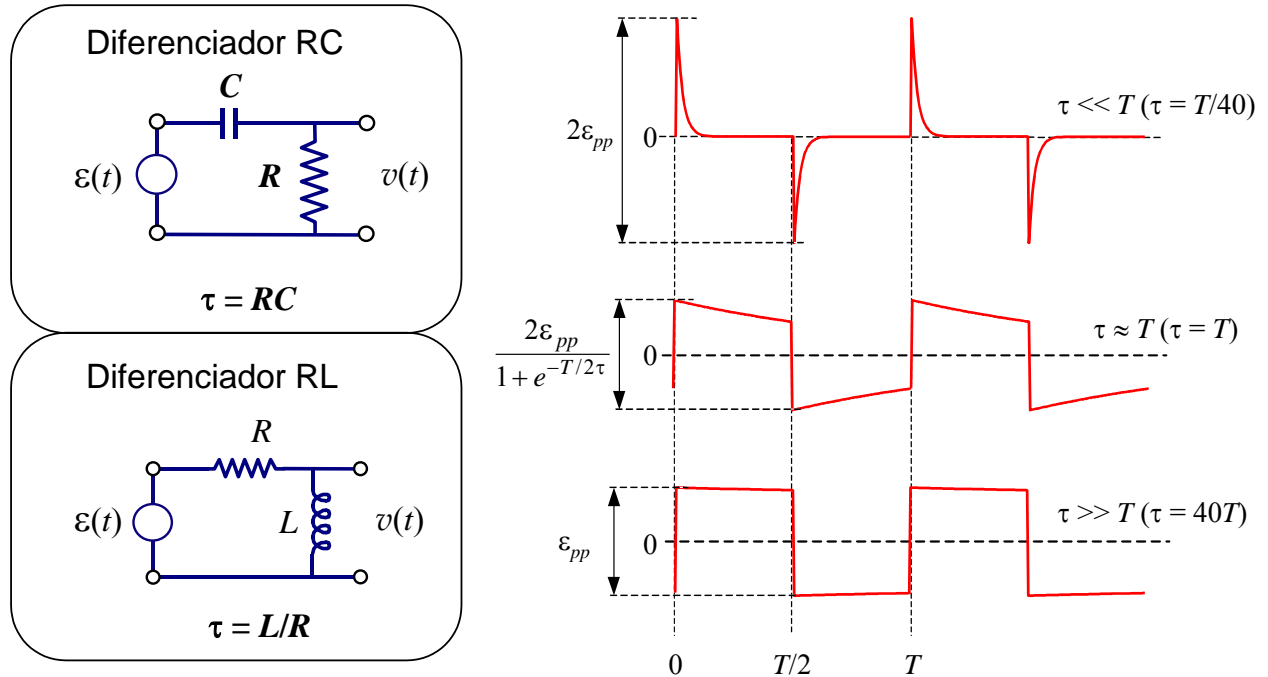 Diferenciador RC
C
ε(t)
R
v(t)
τ = RC
Diferenciador RL
R
ε(t)
L
v(t)
τ = L/R
2ε_pp
0
τ << T (τ = T/40)
2ε_pp
1 + e^{-T/2τ}
0
τ ≈ T (τ = T)
ε_pp
0
τ >> T (τ = 40T)
0 T/2 T